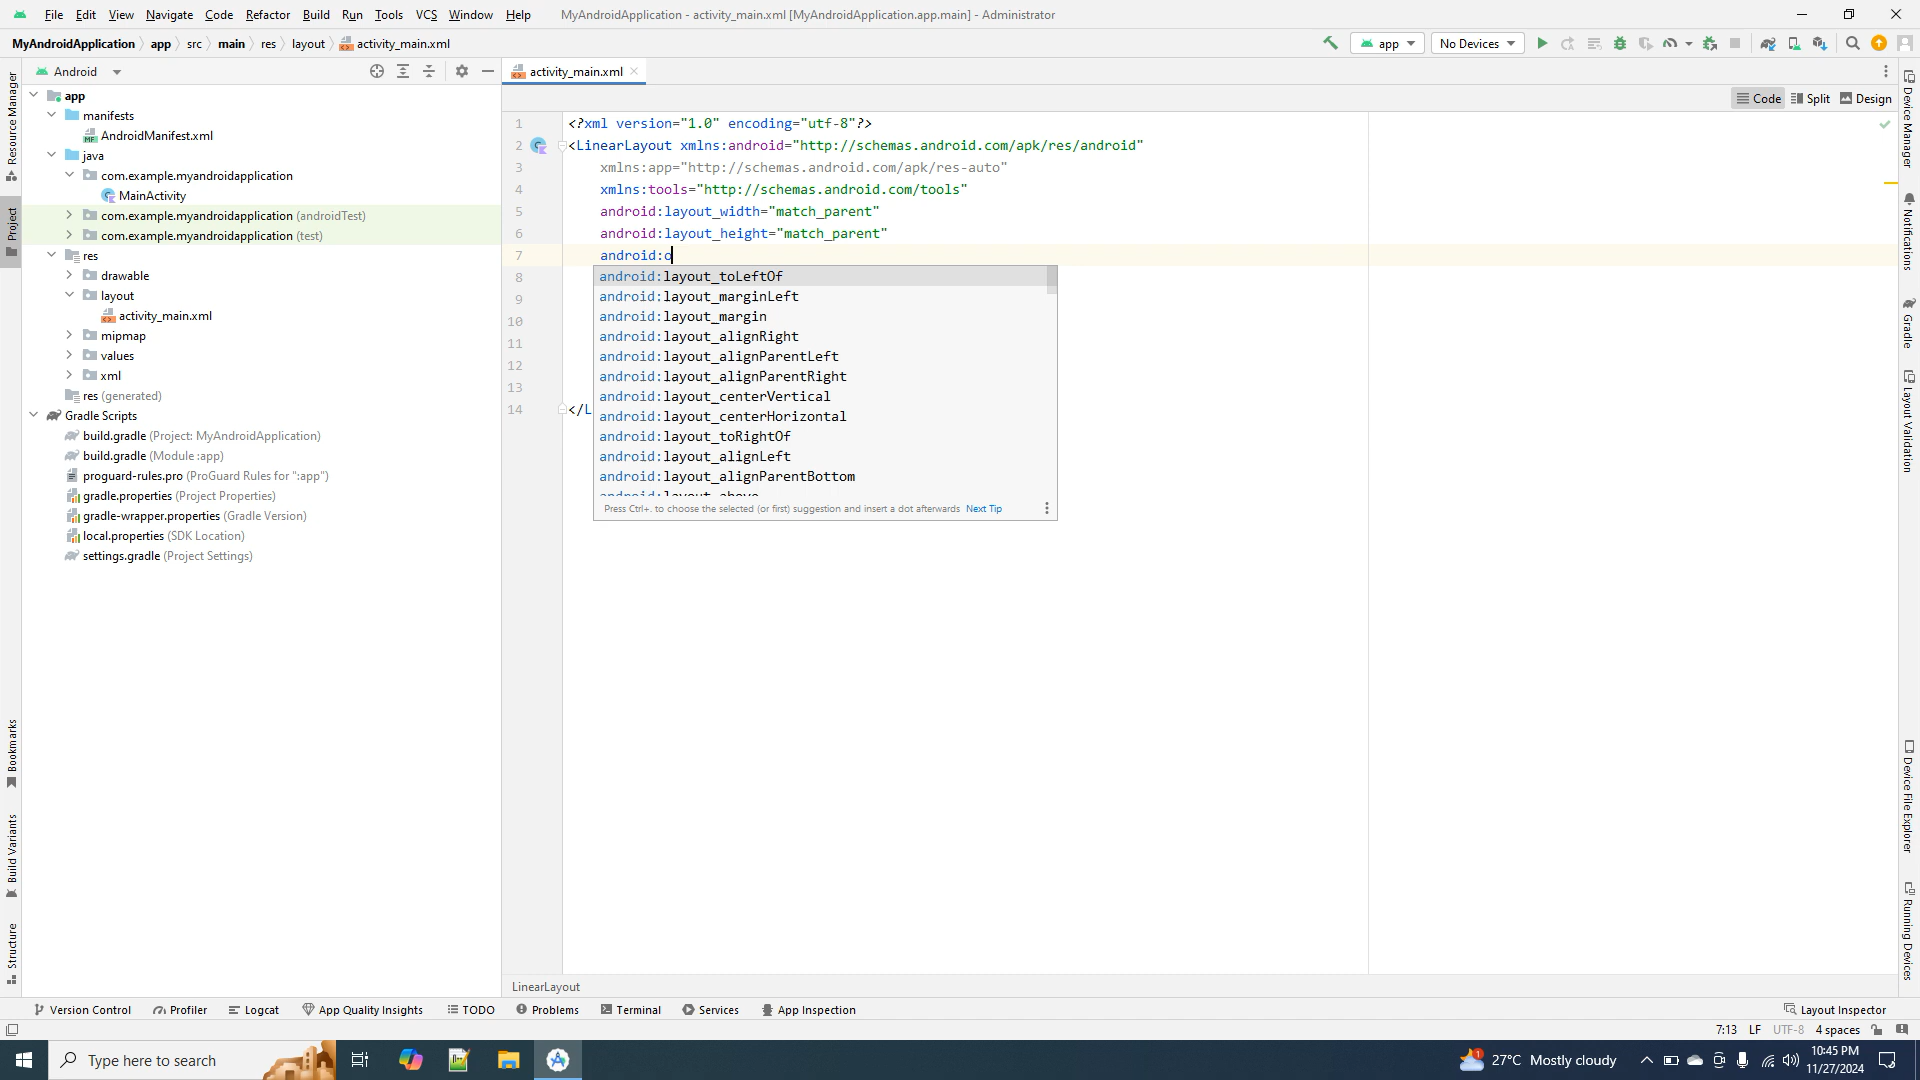 File Edit View Navigate Code Refactor Build Run Tools VCS Window Help MyAndroidApplication - activity_main.xml [MyAndroidApplication.app.main] - Administrator
MyAndroidApplication app src main res layout activity_main.xml app No Devices
Android
activity_main.xml
Code Split Design
Resource Manager
Project
Bookmarks
Build Variants
Structure
app
manifests
AndroidManifest.xml
java
com.example.myandroidapplication
MainActivity
com.example.myandroidapplication (androidTest)
com.example.myandroidapplication (test)
res
drawable
layout
activity_main.xml
mipmap
values
xml
res (generated)
Gradle Scripts
build.gradle (Project: MyAndroidApplication)
build.gradle (Module :app)
proguard-rules.pro (ProGuard Rules for ":app")
gradle.properties (Project Properties)
gradle-wrapper.properties (Gradle Version)
local.properties (SDK Location)
settings.gradle (Project Settings)
1 <?xml version="1.0" encoding="utf-8"?>
2 <LinearLayout xmlns:android="http://schemas.android.com/apk/res/android"
3 xmlns:app="http://schemas.android.com/apk/res-auto"
4 xmlns:tools="http://schemas.android.com/tools"
5 android:layout_width="match_parent"
6 android:layout_height="match_parent"
7 android:o
8
9
10
11
12
13
14 </L
android:layout_toLeftOf
android:layout_marginLeft
android:layout_margin
android:layout_alignRight
android:layout_alignParentLeft
android:layout_alignParentRight
android:layout_centerVertical
android:layout_centerHorizontal
android:layout_toRightOf
android:layout_alignLeft
android:layout_alignParentBottom
android:layout_above
Press Ctrl+. to choose the selected (or first) suggestion and insert a dot afterwards Next Tip
Device Manager
Notifications
Gradle
Layout Validation
Device File Explorer
Running Devices
LinearLayout
Version Control Profiler Logcat App Quality Insights TODO Problems Terminal Services App Inspection Layout Inspector
7:13 LF UTF-8 4 spaces
Type here to search
1 27°C Mostly cloudy
10:45 PM
11/27/2024